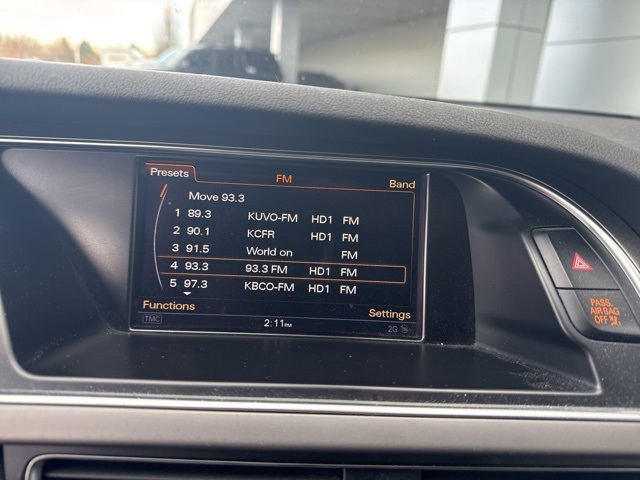 Presets FM Band
Move 93.3
1 89.3 KUVO-FM HD1 FM
2 90.1 KCFR HD1 FM
3 91.5 World on FM
4 93.3 93.3 FM HD1 FM
5 97.3 KBCO-FM HD1 FM
Functions Settings
TMC 2:11PM 2G
PASS.
AIR BAG
OFF